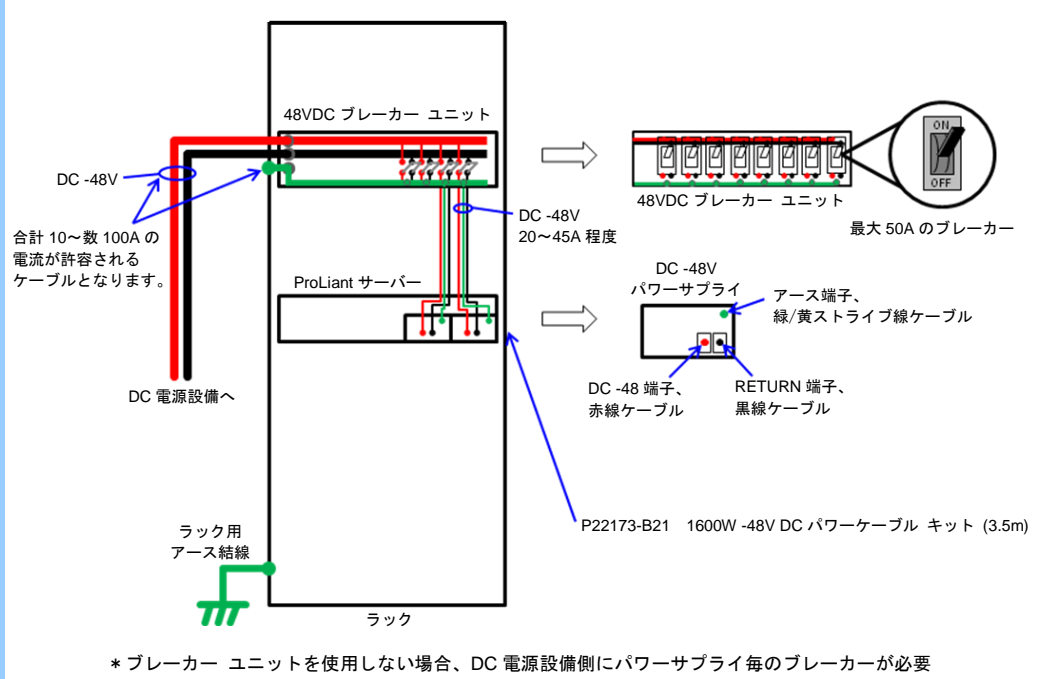 48VDC ブレーカー ユニット
DC -48V
合計 10～数 100A の
電流が許容される
ケーブルとなります。
DC -48V
20～45A 程度
ProLiant サーバー
DC 電源設備へ
ラック用
アース結線
ラック
ON
OFF
48VDC ブレーカー ユニット
最大 50A のブレーカー
DC -48V
パワーサプライ
アース端子、
緑/黄ストライブ線ケーブル
DC -48 端子、
赤線ケーブル
RETURN 端子、
黒線ケーブル
P22173-B21 1600W -48V DC パワーケーブル キット (3.5m)
* ブレーカー ユニットを使用しない場合、DC 電源設備側にパワーサプライ毎のブレーカーが必要